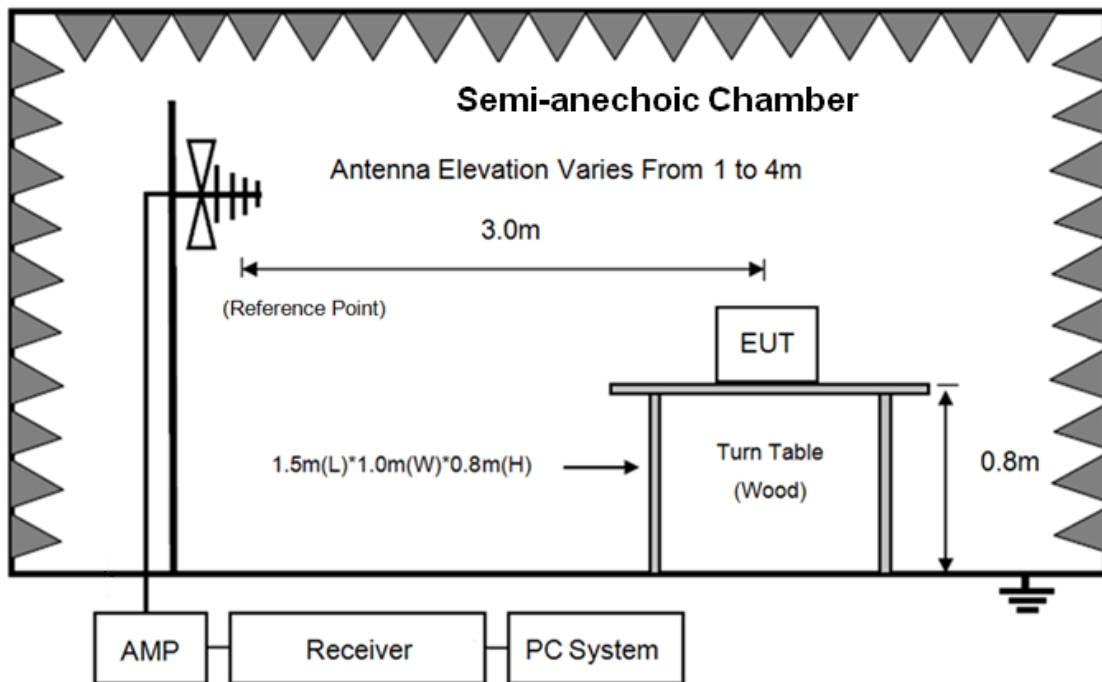 Semi-anechoic Chamber
Antenna Elevation Varies From 1 to 4m
3.0m
(Reference Point)
EUT
1.5m(L)*1.0m(W)*0.8m(H)
Turn Table
(Wood)
0.8m
AMP
Receiver
PC System